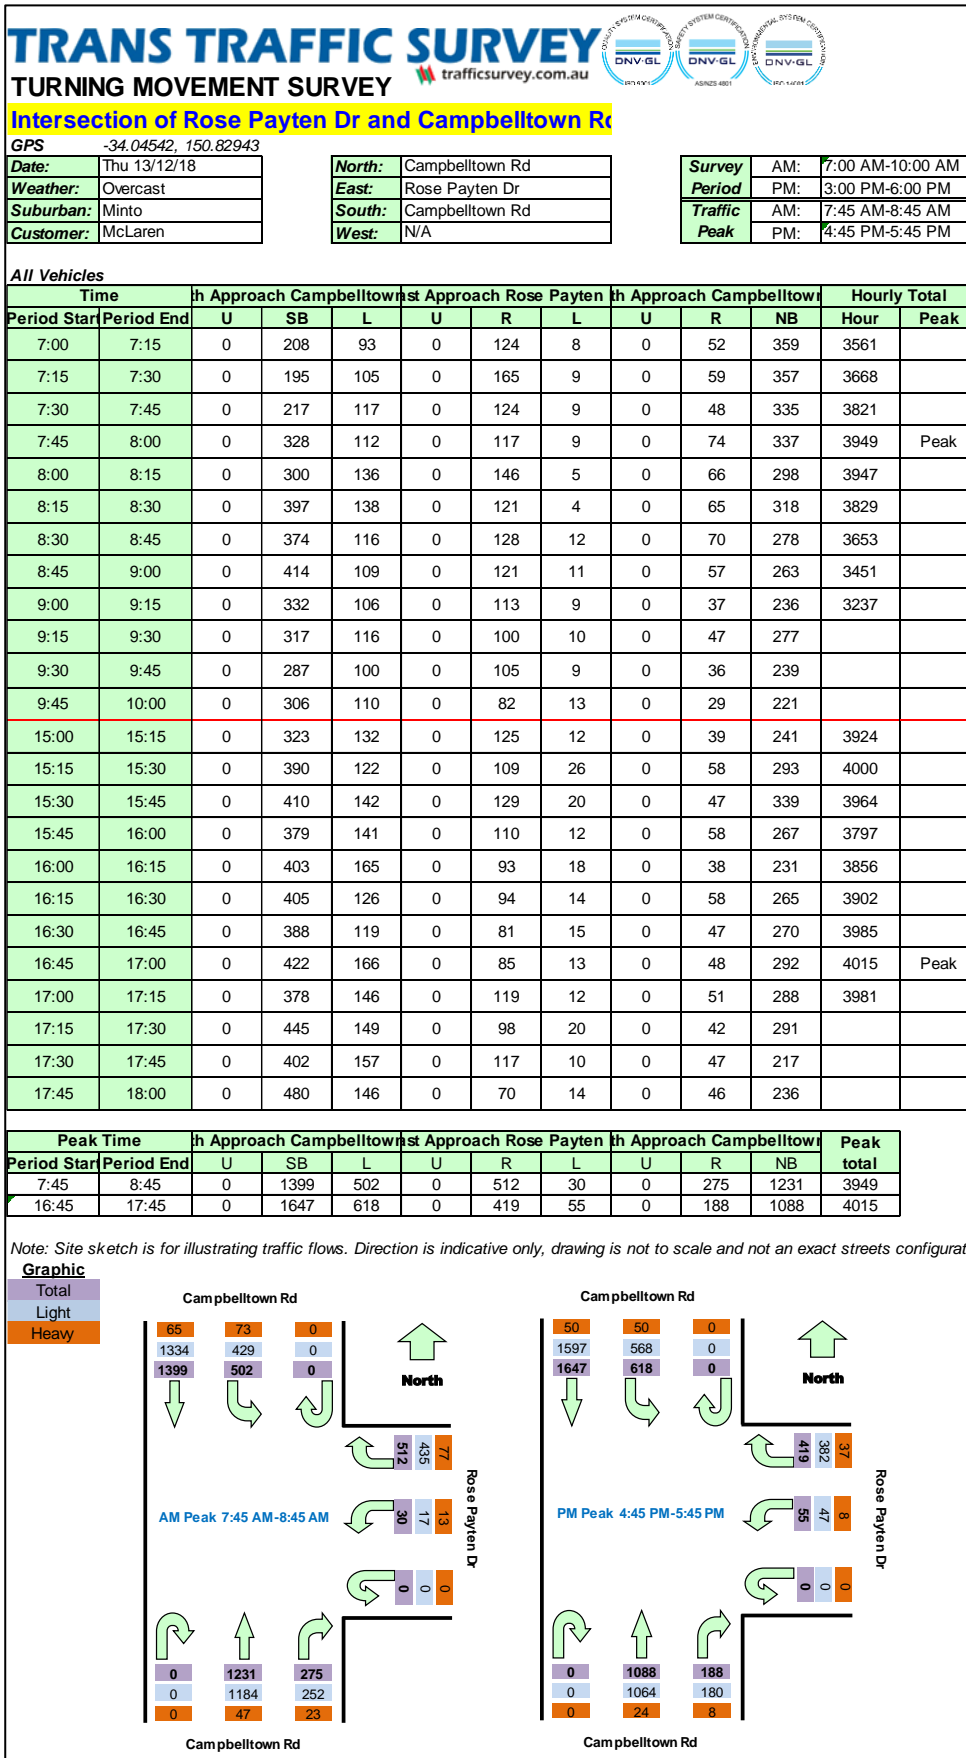 TRANS TRAFFIC SURVEY
TURNING MOVEMENT SURVEY trafficsurvey.com.au
DNV·GL DNV·GL DNV·GL
Intersection of Rose Payten Dr and Campbelltown Rd
GPS -34.04542, 150.82943
Date: Thu 13/12/18 North: Campbelltown Rd Survey AM: 7:00 AM-10:00 AM
Weather: Overcast East: Rose Payten Dr Period PM: 3:00 PM-6:00 PM
Suburban: Minto South: Campbelltown Rd Traffic AM: 7:45 AM-8:45 AM
Customer: McLaren West: N/A Peak PM: 4:45 PM-5:45 PM
All Vehicles
Time th Approach Campbelltown st Approach Rose Payten th Approach Campbelltown Hourly Total
Period Start Period End U SB L U R L U R NB Hour Peak
7:00 7:15 0 208 93 0 124 8 0 52 359 3561
7:15 7:30 0 195 105 0 165 9 0 59 357 3668
7:30 7:45 0 217 117 0 124 9 0 48 335 3821
7:45 8:00 0 328 112 0 117 9 0 74 337 3949 Peak
8:00 8:15 0 300 136 0 146 5 0 66 298 3947
8:15 8:30 0 397 138 0 121 4 0 65 318 3829
8:30 8:45 0 374 116 0 128 12 0 70 278 3653
8:45 9:00 0 414 109 0 121 11 0 57 263 3451
9:00 9:15 0 332 106 0 113 9 0 37 236 3237
9:15 9:30 0 317 116 0 100 10 0 47 277
9:30 9:45 0 287 100 0 105 9 0 36 239
9:45 10:00 0 306 110 0 82 13 0 29 221
15:00 15:15 0 323 132 0 125 12 0 39 241 3924
15:15 15:30 0 390 122 0 109 26 0 58 293 4000
15:30 15:45 0 410 142 0 129 20 0 47 339 3964
15:45 16:00 0 379 141 0 110 12 0 58 267 3797
16:00 16:15 0 403 165 0 93 18 0 38 231 3856
16:15 16:30 0 405 126 0 94 14 0 58 265 3902
16:30 16:45 0 388 119 0 81 15 0 47 270 3985
16:45 17:00 0 422 166 0 85 13 0 48 292 4015 Peak
17:00 17:15 0 378 146 0 119 12 0 51 288 3981
17:15 17:30 0 445 149 0 98 20 0 42 291
17:30 17:45 0 402 157 0 117 10 0 47 217
17:45 18:00 0 480 146 0 70 14 0 46 236
Peak Time th Approach Campbelltown st Approach Rose Payten th Approach Campbelltown Peak
Period Start Period End U SB L U R L U R NB total
7:45 8:45 0 1399 502 0 512 30 0 275 1231 3949
16:45 17:45 0 1647 618 0 419 55 0 188 1088 4015
Note: Site sketch is for illustrating traffic flows. Direction is indicative only, drawing is not to scale and not an exact streets configurat
Graphic
Total
Light
Heavy
Campbelltown Rd
65 73 0
1334 429 0
1399 502 0
North
512 435 77
AM Peak 7:45 AM-8:45 AM
30 17 13
Rose Payten Dr
0 0 0
0 1231 275
0 1184 252
0 47 23
Campbelltown Rd
Campbelltown Rd
50 50 0
1597 568 0
1647 618 0
North
419 382 37
PM Peak 4:45 PM-5:45 PM
55 47 8
Rose Payten Dr
0 0 0
0 1088 188
0 1064 180
0 24 8
Campbelltown Rd